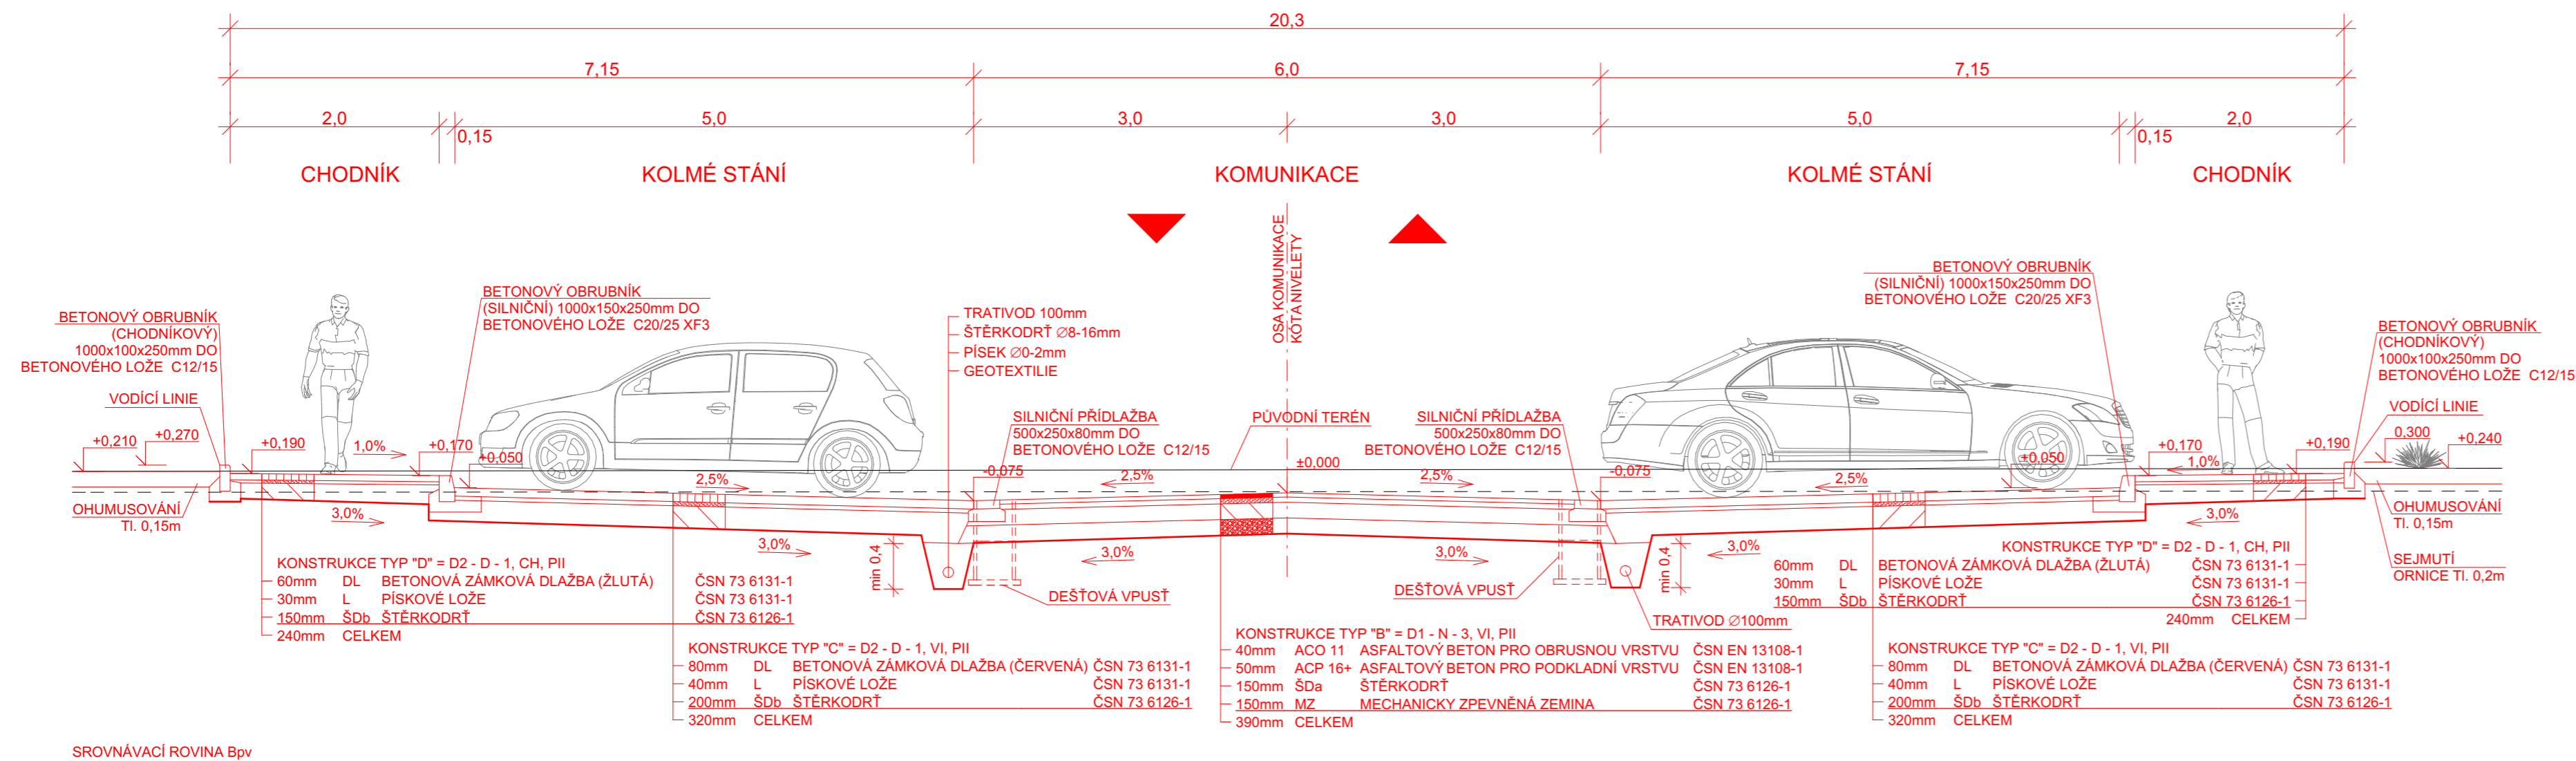 20,3
7,15
6,0
7,15
2,0
0,15
5,0
3,0
3,0
5,0
0,15
2,0
CHODNÍK
KOLMÉ STÁNÍ
KOMUNIKACE
KOLMÉ STÁNÍ
CHODNÍK
OSA KOMUNIKACE
KÓTA NIVELETY
BETONOVÝ OBRUBNÍK
(CHODNÍKOVÝ)
1000x100x250mm DO
BETONOVÉHO LOŽE C12/15
VODÍCÍ LINIE
BETONOVÝ OBRUBNÍK
(SILNIČNÍ) 1000x150x250mm DO
BETONOVÉHO LOŽE C20/25 XF3
TRATIVOD 100mm
ŠTĚRKODRŤ ∅8-16mm
PÍSEK ∅0-2mm
GEOTEXTILIE
SILNIČNÍ PŘÍDLAŽBA
500x250x80mm DO
BETONOVÉHO LOŽE C12/15
PŮVODNÍ TERÉN
SILNIČNÍ PŘÍDLAŽBA
500x250x80mm DO
BETONOVÉHO LOŽE C12/15
BETONOVÝ OBRUBNÍK
(SILNIČNÍ) 1000x150x250mm DO
BETONOVÉHO LOŽE C20/25 XF3
BETONOVÝ OBRUBNÍK
(CHODNÍKOVÝ)
1000x100x250mm DO
BETONOVÉHO LOŽE C12/15
VODÍCÍ LINIE
+0,210
+0,270
+0,190
1,0%
+0,170
+0,050
2,5%
-0,075
2,5%
±0,000
2,5%
-0,075
2,5%
+0,050
+0,170
1,0%
+0,190
0,300
+0,240
OHUMUSOVÁNÍ
Tl. 0,15m
3,0%
3,0%
min 0,4
3,0%
3,0%
min 0,4
3,0%
3,0%
OHUMUSOVÁNÍ
Tl. 0,15m
SEJMUTÍ
ORNICE Tl. 0,2m
DEŠŤOVÁ VPUSŤ
DEŠŤOVÁ VPUSŤ
TRATIVOD ∅100mm
KONSTRUKCE TYP "D" = D2 - D - 1, CH, PII
60mm DL BETONOVÁ ZÁMKOVÁ DLAŽBA (ŽLUTÁ) ČSN 73 6131-1
30mm L PÍSKOVÉ LOŽE ČSN 73 6131-1
150mm ŠDb ŠTĚRKODRŤ ČSN 73 6126-1
240mm CELKEM
KONSTRUKCE TYP "C" = D2 - D - 1, VI, PII
80mm DL BETONOVÁ ZÁMKOVÁ DLAŽBA (ČERVENÁ) ČSN 73 6131-1
40mm L PÍSKOVÉ LOŽE ČSN 73 6131-1
200mm ŠDb ŠTĚRKODRŤ ČSN 73 6126-1
320mm CELKEM
KONSTRUKCE TYP "B" = D1 - N - 3, VI, PII
40mm ACO 11 ASFALTOVÝ BETON PRO OBRUSNOU VRSTVU ČSN EN 13108-1
50mm ACP 16+ ASFALTOVÝ BETON PRO PODKLADNÍ VRSTVU ČSN EN 13108-1
150mm ŠDa ŠTĚRKODRŤ ČSN 73 6126-1
150mm MZ MECHANICKY ZPEVNĚNÁ ZEMINA ČSN 73 6126-1
390mm CELKEM
KONSTRUKCE TYP "D" = D2 - D - 1, CH, PII
60mm DL BETONOVÁ ZÁMKOVÁ DLAŽBA (ŽLUTÁ) ČSN 73 6131-1
30mm L PÍSKOVÉ LOŽE ČSN 73 6131-1
150mm ŠDb ŠTĚRKODRŤ ČSN 73 6126-1
240mm CELKEM
KONSTRUKCE TYP "C" = D2 - D - 1, VI, PII
80mm DL BETONOVÁ ZÁMKOVÁ DLAŽBA (ČERVENÁ) ČSN 73 6131-1
40mm L PÍSKOVÉ LOŽE ČSN 73 6131-1
200mm ŠDb ŠTĚRKODRŤ ČSN 73 6126-1
320mm CELKEM
SROVNÁVACÍ ROVINA Bpv